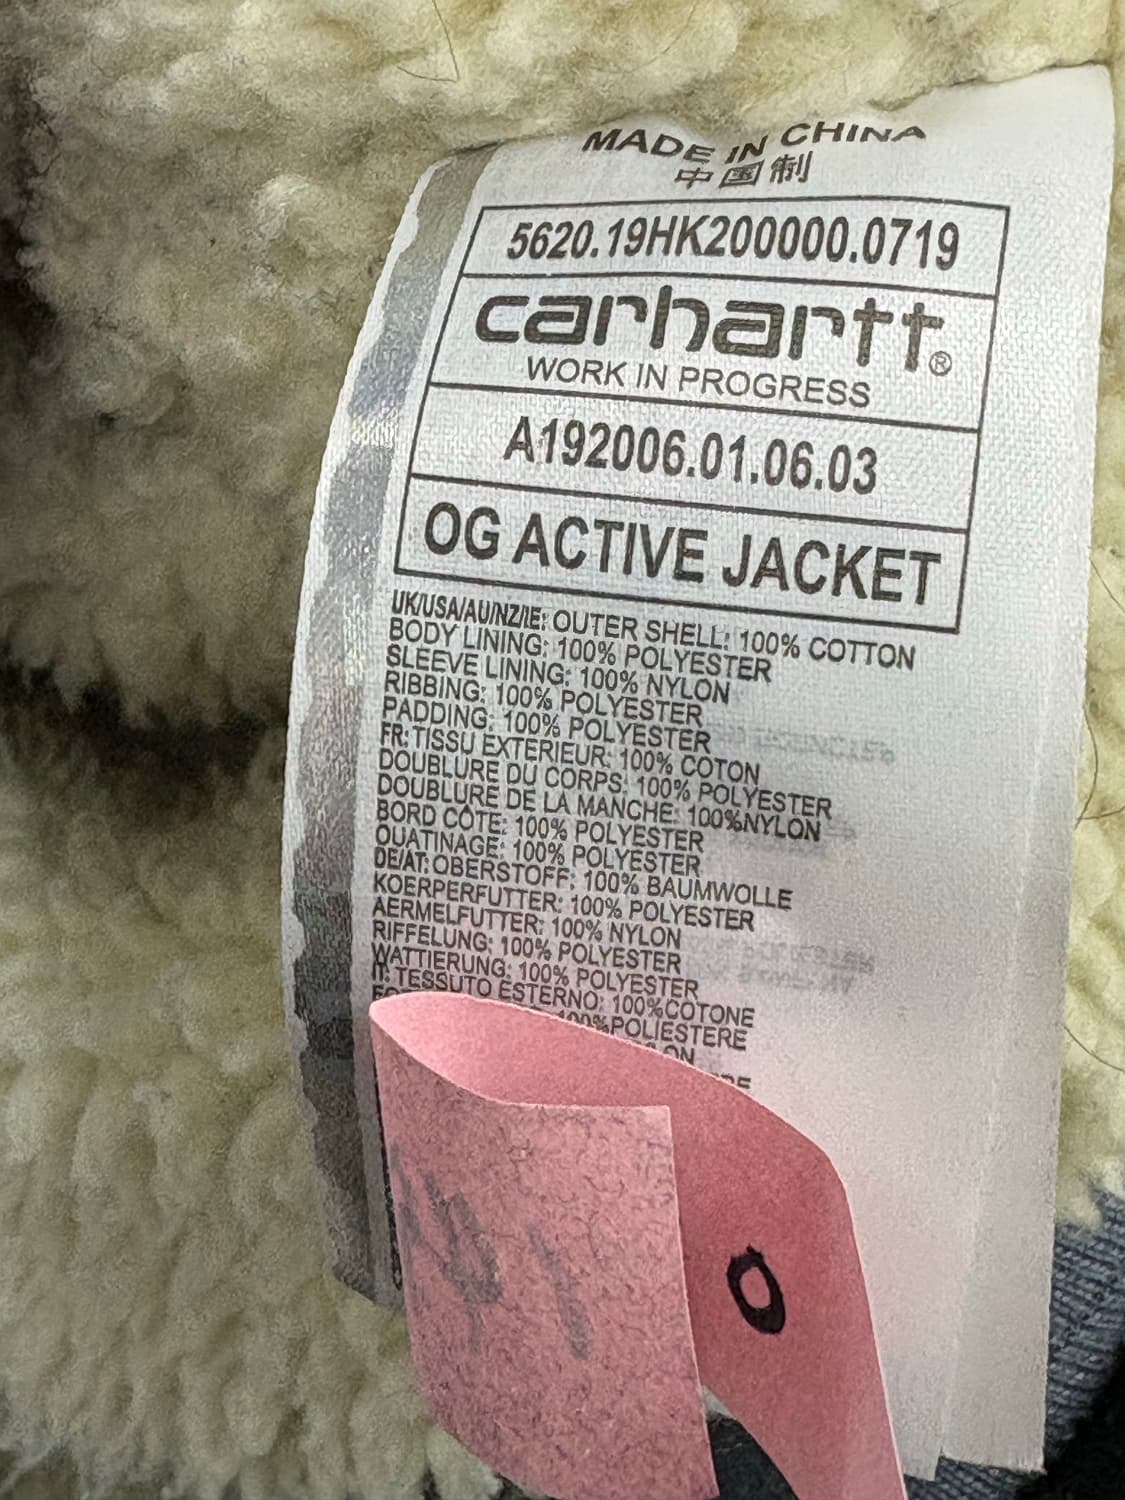 MADE IN CHINA
中国制
5620.19HK200000.0719
carhartt®
WORK IN PROGRESS
A192006.01.06.03
OG ACTIVE JACKET
UK/USA/AU/NZ/IE: OUTER SHELL: 100% COTTON
BODY LINING: 100% POLYESTER
SLEEVE LINING: 100% NYLON
RIBBING: 100% POLYESTER
PADDING: 100% POLYESTER
FR: TISSU EXTERIEUR: 100% COTON
DOUBLURE DU CORPS: 100% POLYESTER
DOUBLURE DE LA MANCHE: 100%NYLON
BORD CÔTE: 100% POLYESTER
OUATINAGE: 100% POLYESTER
DE/AT: OBERSTOFF: 100% BAUMWOLLE
KOERPERFUTTER: 100% POLYESTER
AERMELFUTTER: 100% NYLON
RIFFELUNG: 100% POLYESTER
WATTIERUNG: 100% POLYESTER
IT: TESSUTO ESTERNO: 100%COTONE
100%POLIESTERE
0